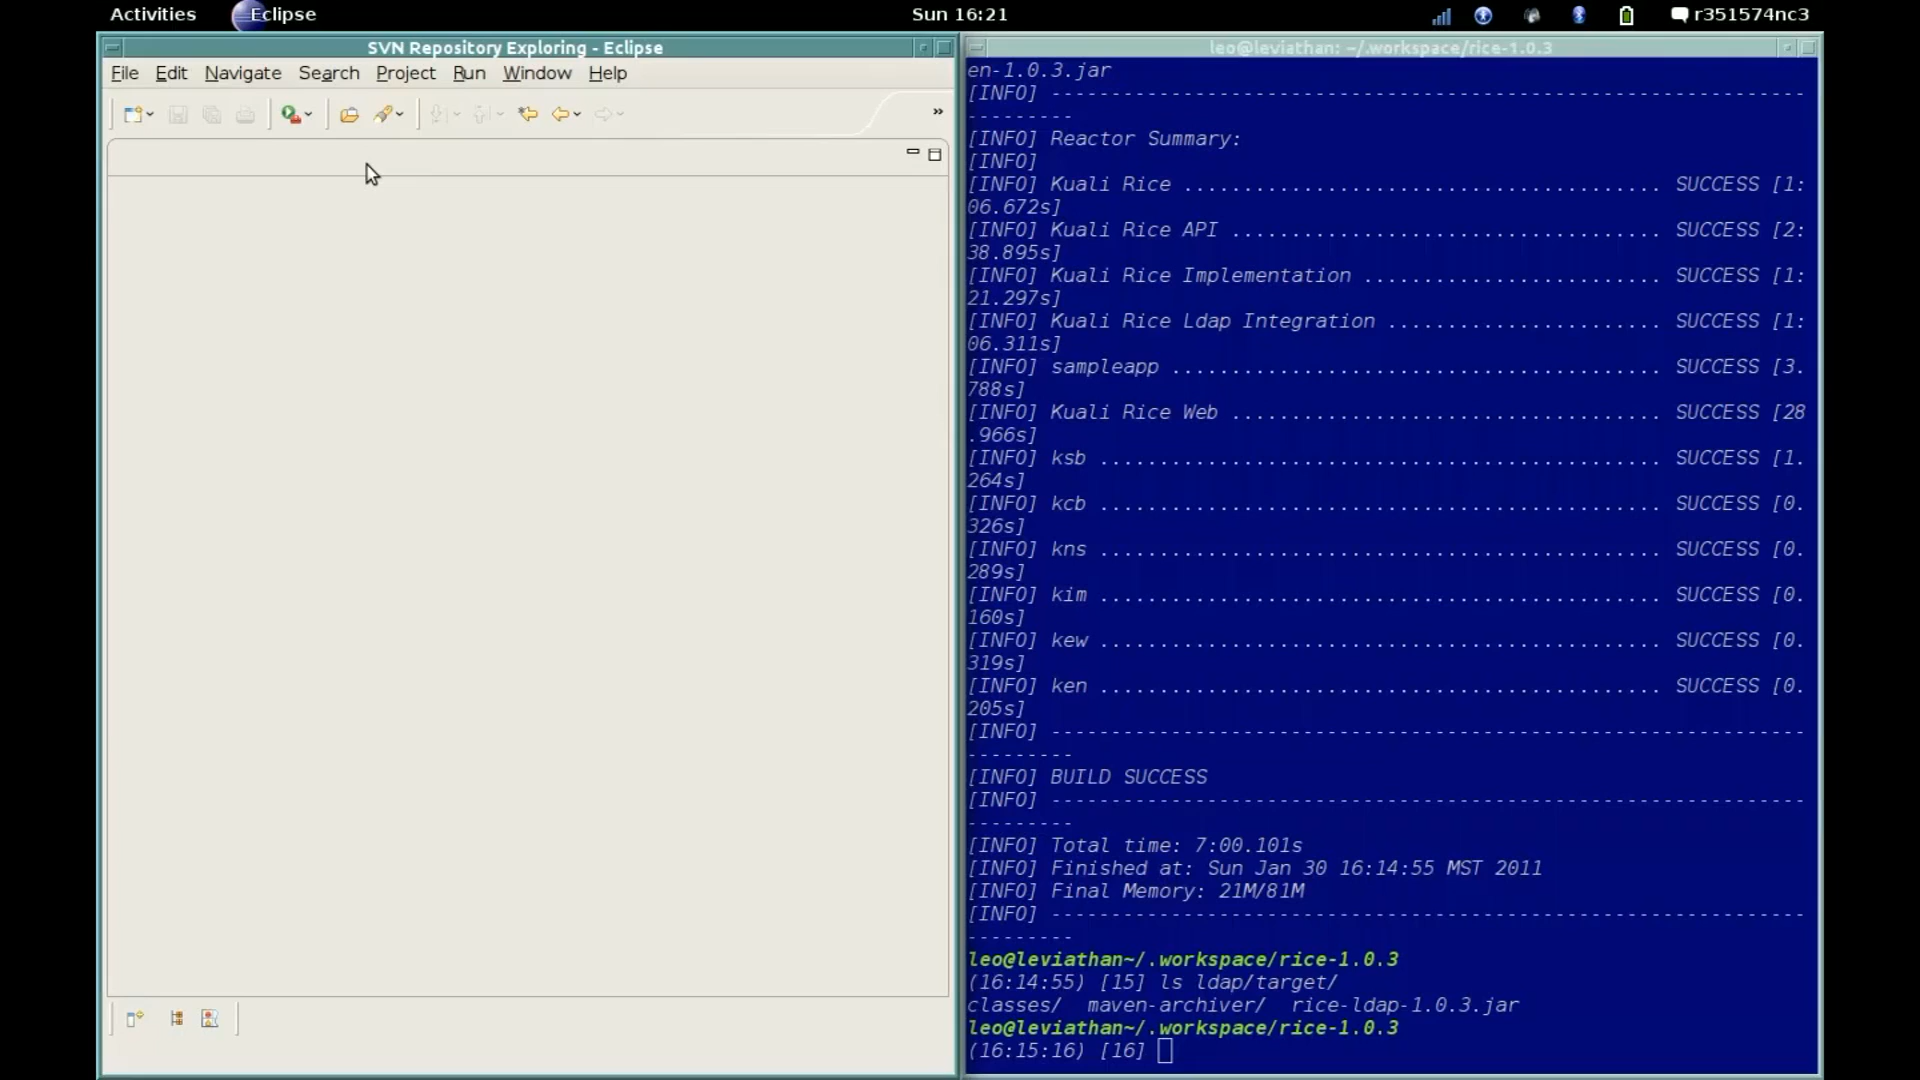 Activities Eclipse Sun 16:21 r351574nc3
SVN Repository Exploring - Eclipse
File Edit Navigate Search Project Run Window Help
»
leo@leviathan: ~/.workspace/rice-1.0.3
en-1.0.3.jar
[INFO] ---------------------------------------------------------------
---------
[INFO] Reactor Summary:
[INFO]
[INFO] Kuali Rice ........................................ SUCCESS [1:
06.672s]
[INFO] Kuali Rice API .................................... SUCCESS [2:
38.895s]
[INFO] Kuali Rice Implementation ......................... SUCCESS [1:
21.297s]
[INFO] Kuali Rice Ldap Integration ....................... SUCCESS [1:
06.311s]
[INFO] sampleapp ......................................... SUCCESS [3.
788s]
[INFO] Kuali Rice Web .................................... SUCCESS [28
.966s]
[INFO] ksb ............................................... SUCCESS [1.
264s]
[INFO] kcb ............................................... SUCCESS [0.
326s]
[INFO] kns ............................................... SUCCESS [0.
289s]
[INFO] kim ............................................... SUCCESS [0.
160s]
[INFO] kew ............................................... SUCCESS [0.
319s]
[INFO] ken ............................................... SUCCESS [0.
205s]
[INFO] ---------------------------------------------------------------
---------
[INFO] BUILD SUCCESS
[INFO] ---------------------------------------------------------------
---------
[INFO] Total time: 7:00.101s
[INFO] Finished at: Sun Jan 30 16:14:55 MST 2011
[INFO] Final Memory: 21M/81M
[INFO] ---------------------------------------------------------------
---------
leo@leviathan~/.workspace/rice-1.0.3
(16:14:55) [15] ls ldap/target/
classes/ maven-archiver/ rice-ldap-1.0.3.jar
leo@leviathan~/.workspace/rice-1.0.3
(16:15:16) [16]